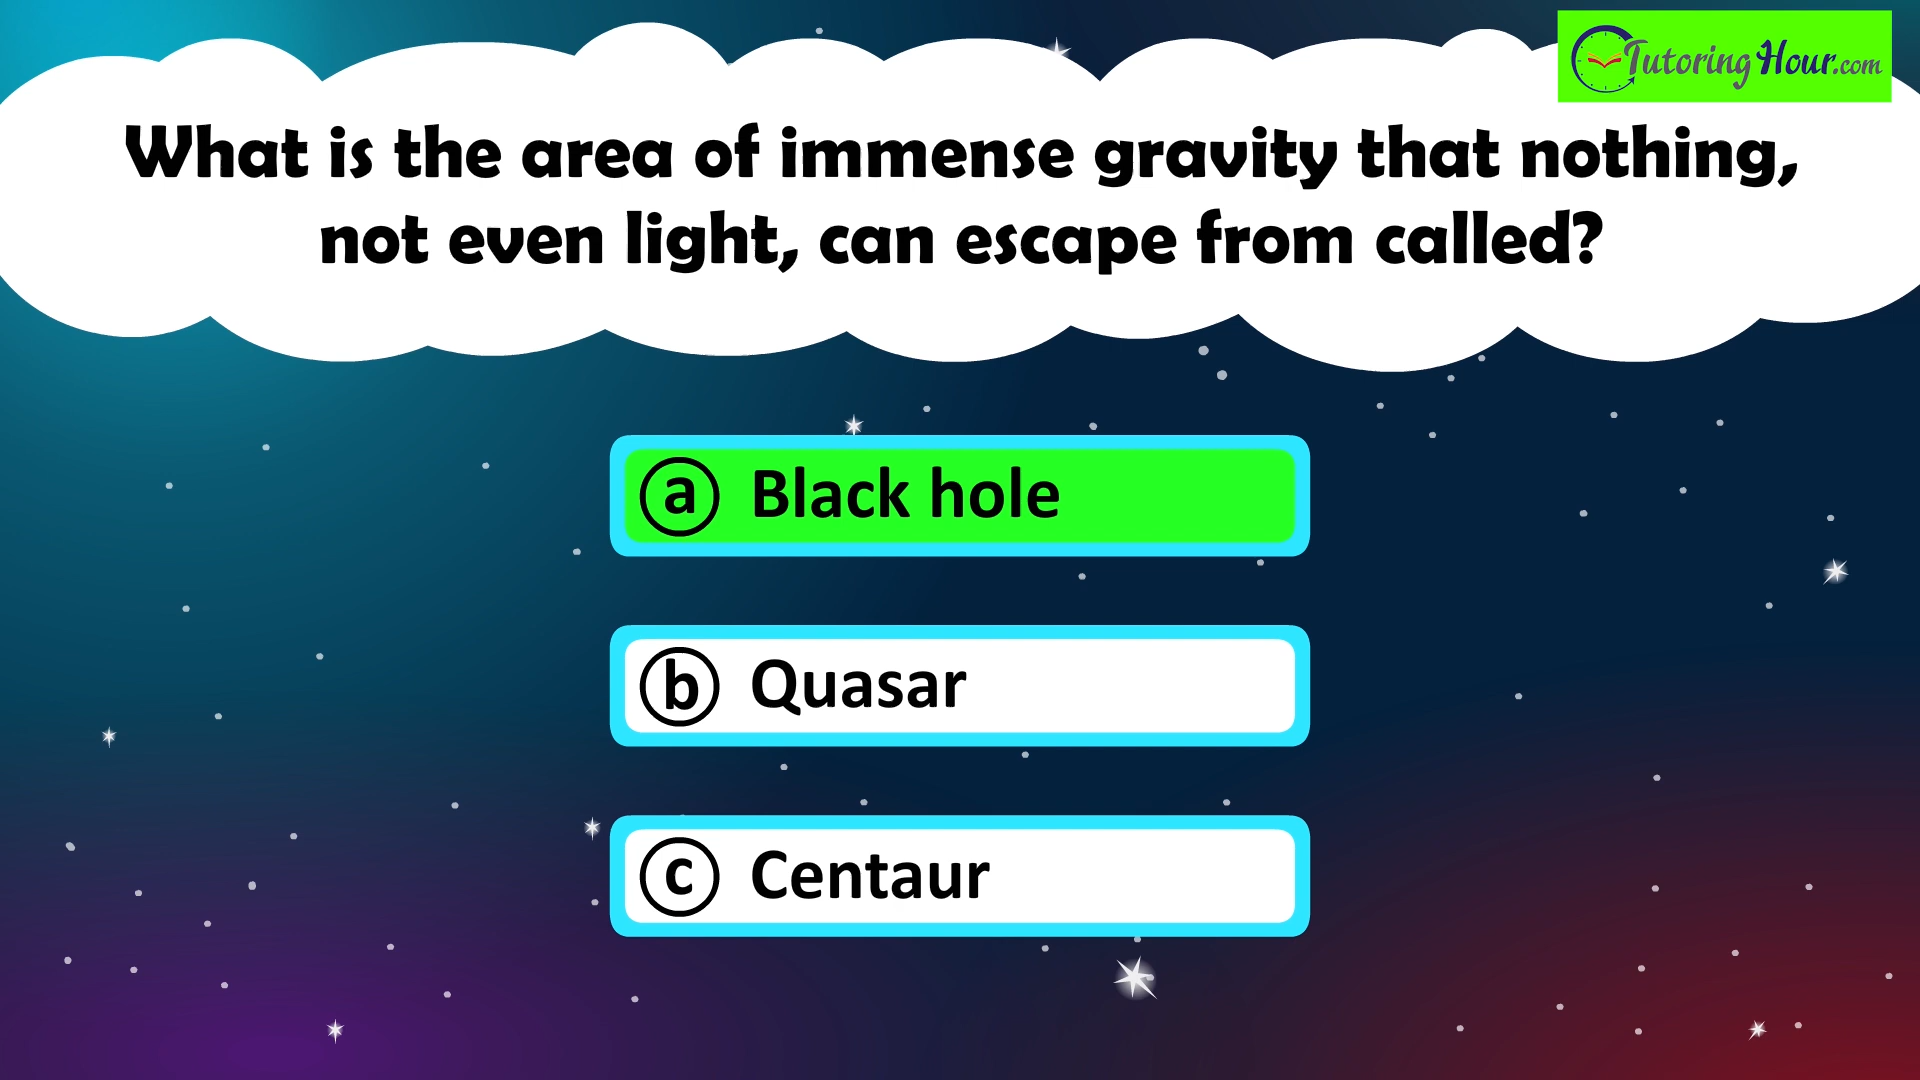 TutoringHour.com
What is the area of immense gravity that nothing,
not even light, can escape from called?
a Black hole
b Quasar
c Centaur